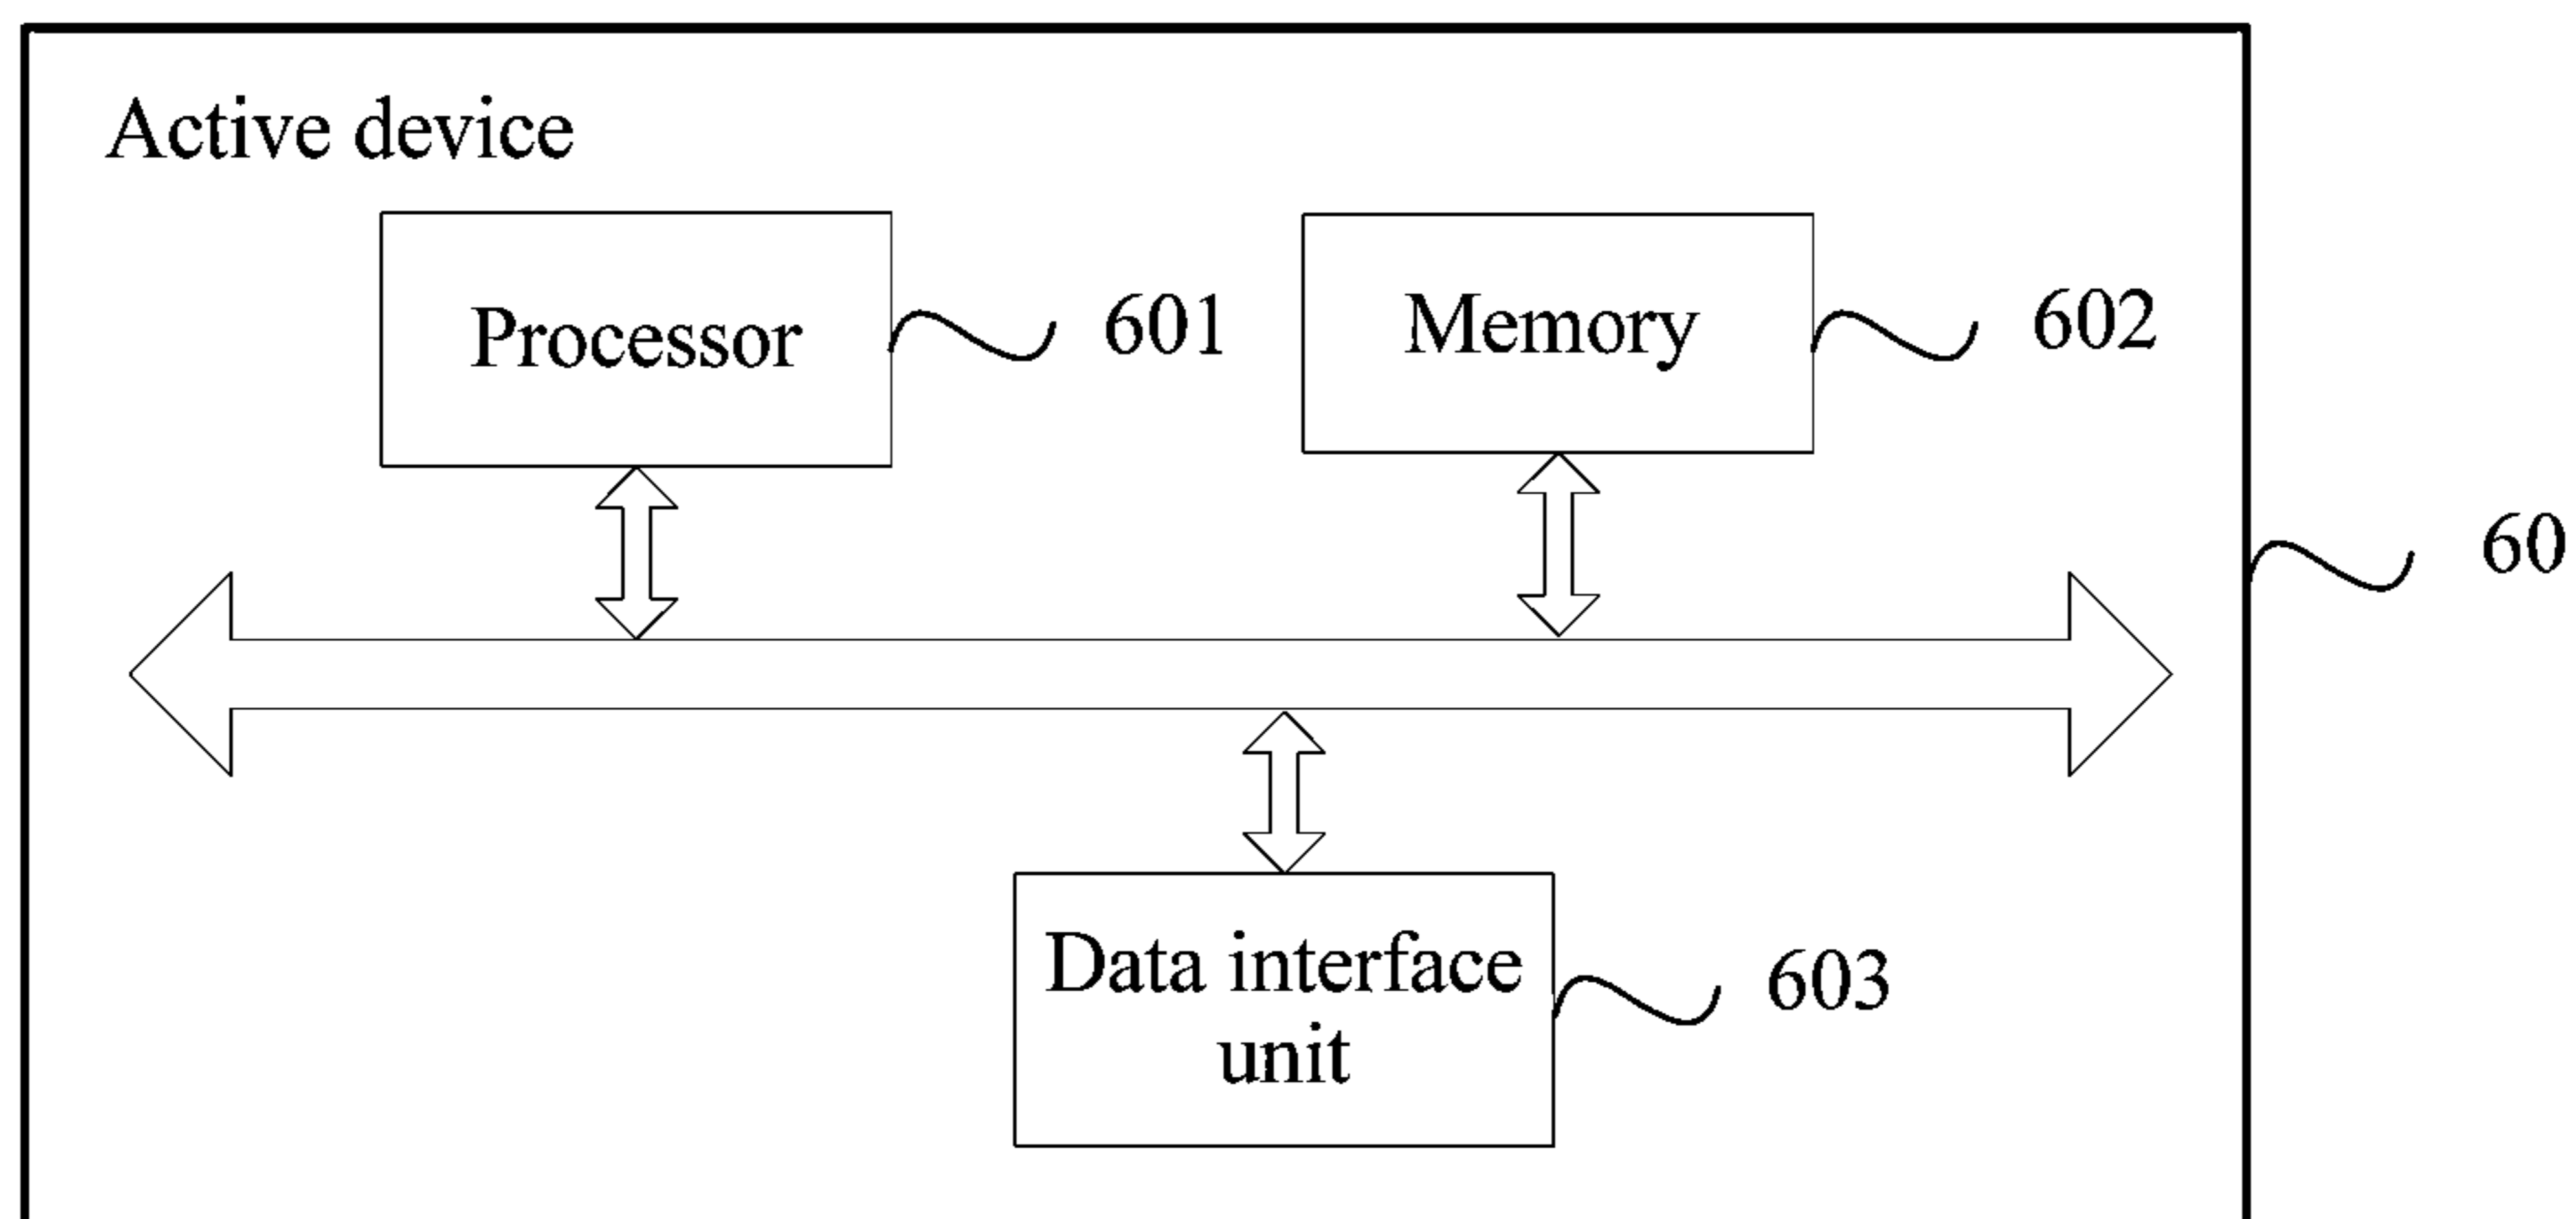 Active device
Processor
601
Memory
602
60
Data interface
unit
603